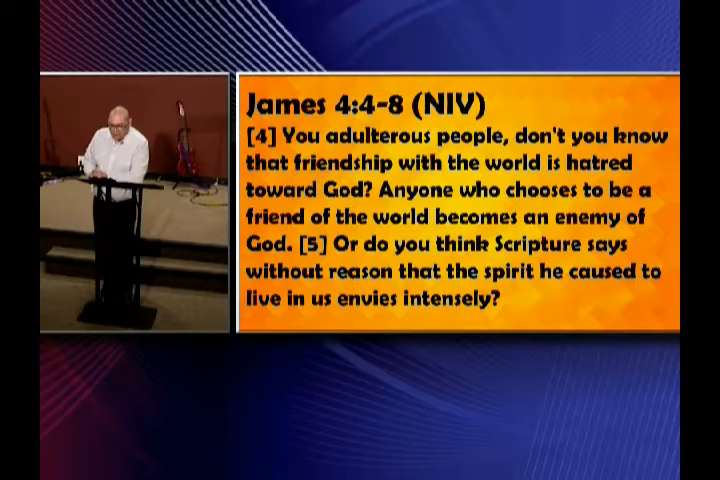 James 4:4-8 (NIV)
[4] You adulterous people, don't you know
that friendship with the world is hatred
toward God? Anyone who chooses to be a
friend of the world becomes an enemy of
God. [5] Or do you think Scripture says
without reason that the spirit he caused to
live in us envies intensely?